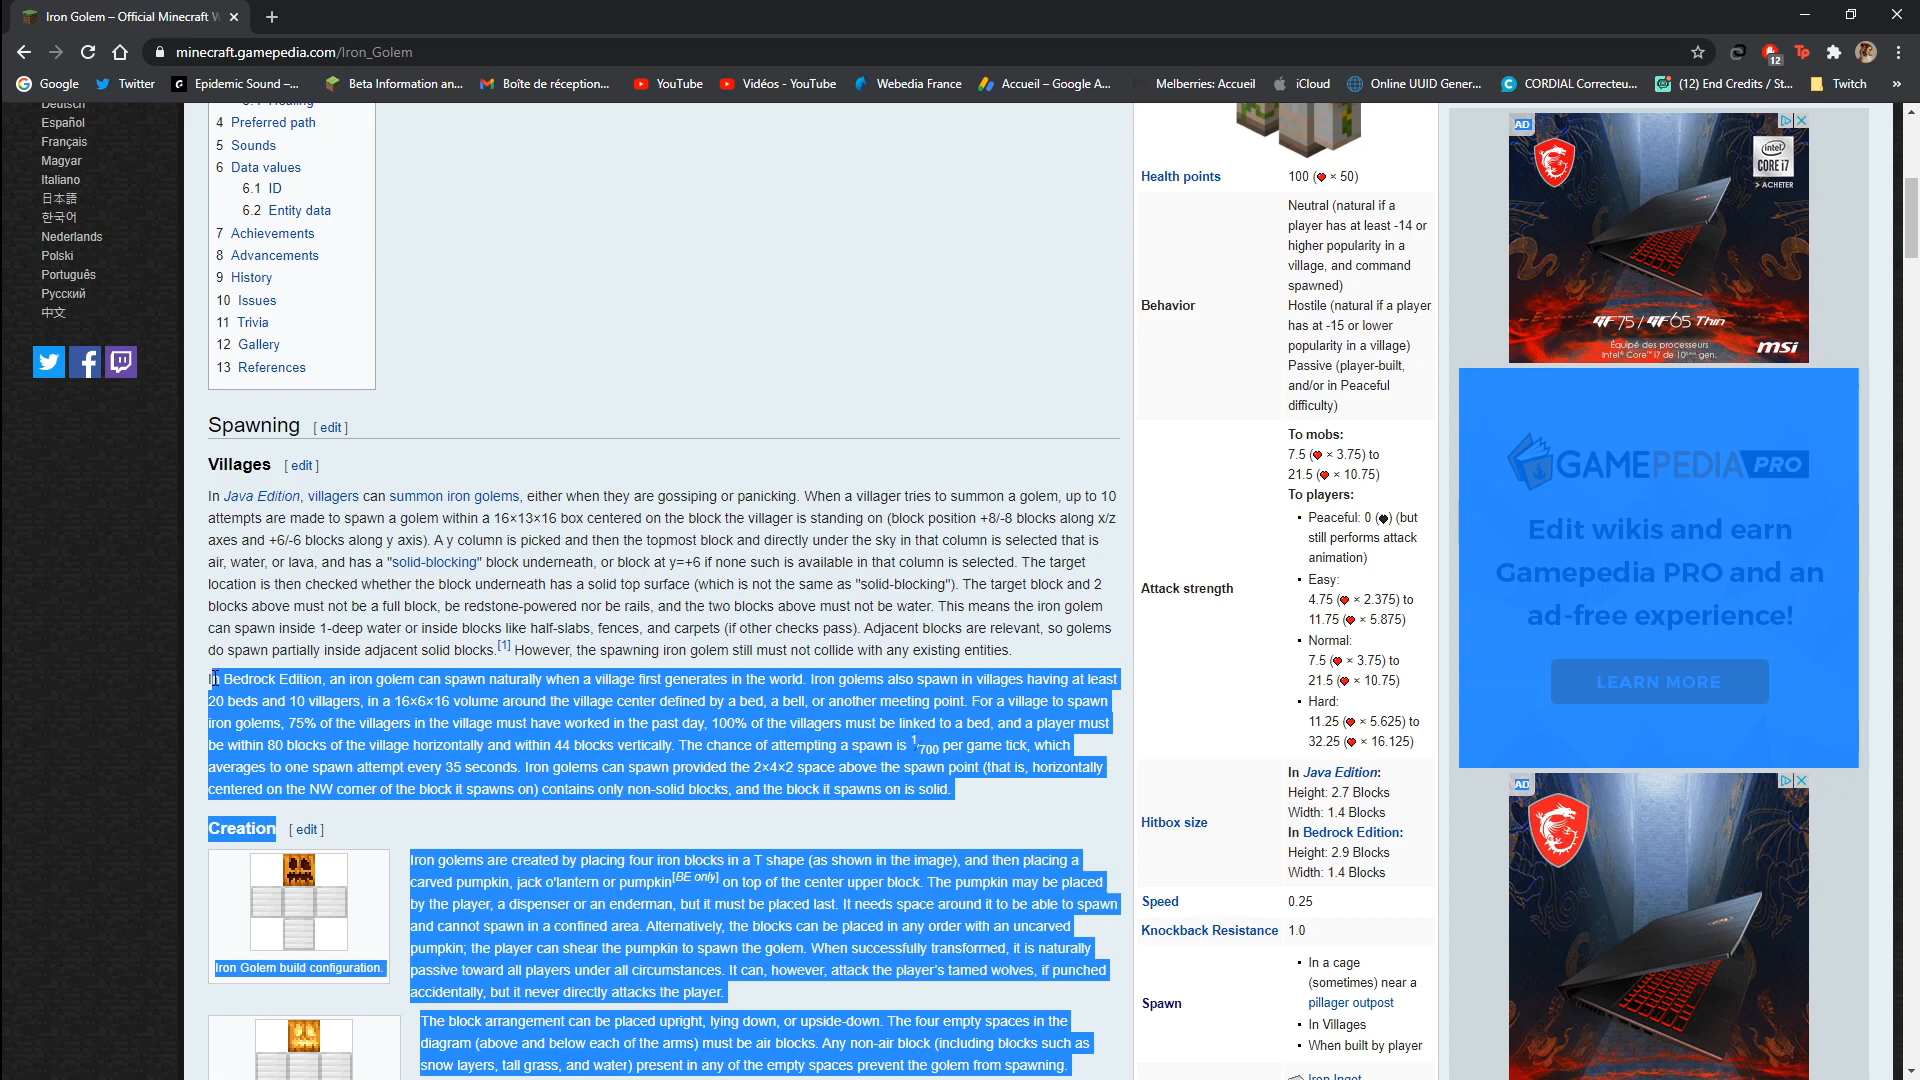 Iron Golem – Official Minecraft W
minecraft.gamepedia.com/Iron_Golem
12
Google
Twitter
Epidemic Sound –...
Beta Information an...
Boîte de réception...
YouTube
Vidéos - YouTube
Webedia France
Accueil – Google A...
Melberries: Accueil
iCloud
Online UUID Gener...
CORDIAL Correcteu...
(12) End Credits / St...
Twitch
»
Deutsch
Español
Français
Magyar
Italiano
日本語
한국어
Nederlands
Polski
Português
Русский
中文
4 Preferred path
5 Sounds
6 Data values
6.1 ID
6.2 Entity data
7 Achievements
8 Advancements
9 History
10 Issues
11 Trivia
12 Gallery
13 References
Spawning [ edit ]
Villages [ edit ]
In Java Edition, villagers can summon iron golems, either when they are gossiping or panicking. When a villager tries to summon a golem, up to 10
attempts are made to spawn a golem within a 16×13×16 box centered on the block the villager is standing on (block position +8/-8 blocks along x/z
axes and +6/-6 blocks along y axis). A y column is picked and then the topmost block and directly under the sky in that column is selected that is
air, water, or lava, and has a "solid-blocking" block underneath, or block at y=+6 if none such is available in that column is selected. The target
location is then checked whether the block underneath has a solid top surface (which is not the same as "solid-blocking"). The target block and 2
blocks above must not be a full block, be redstone-powered nor be rails, and the two blocks above must not be water. This means the iron golem
can spawn inside 1-deep water or inside blocks like half-slabs, fences, and carpets (if other checks pass). Adjacent blocks are relevant, so golems
do spawn partially inside adjacent solid blocks.[1] However, the spawning iron golem still must not collide with any existing entities.
In Bedrock Edition, an iron golem can spawn naturally when a village first generates in the world. Iron golems also spawn in villages having at least
20 beds and 10 villagers, in a 16×6×16 volume around the village center defined by a bed, a bell, or another meeting point. For a village to spawn
iron golems, 75% of the villagers in the village must have worked in the past day, 100% of the villagers must be linked to a bed, and a player must
be within 80 blocks of the village horizontally and within 44 blocks vertically. The chance of attempting a spawn is 1/700 per game tick, which
averages to one spawn attempt every 35 seconds. Iron golems can spawn provided the 2×4×2 space above the spawn point (that is, horizontally
centered on the NW corner of the block it spawns on) contains only non-solid blocks, and the block it spawns on is solid.
Creation [ edit ]
Iron Golem build configuration.
Iron golems are created by placing four iron blocks in a T shape (as shown in the image), and then placing a
carved pumpkin, jack o'lantern or pumpkin[BE only] on top of the center upper block. The pumpkin may be placed
by the player, a dispenser or an enderman, but it must be placed last. It needs space around it to be able to spawn
and cannot spawn in a confined area. Alternatively, the blocks can be placed in any order with an uncarved
pumpkin; the player can shear the pumpkin to spawn the golem. When successfully transformed, it is naturally
passive toward all players under all circumstances. It can, however, attack the player's tamed wolves, if punched
accidentally, but it never directly attacks the player.
The block arrangement can be placed upright, lying down, or upside-down. The four empty spaces in the
diagram (above and below each of the arms) must be air blocks. Any non-air block (including blocks such as
snow layers, tall grass, and water) present in any of the empty spaces prevent the golem from spawning.
Health points
100 (♥ × 50)
Behavior
Neutral (natural if a
player has at least -14 or
higher popularity in a
village, and command
spawned)
Hostile (natural if a player
has at -15 or lower
popularity in a village)
Passive (player-built,
and/or in Peaceful
difficulty)
Attack strength
To mobs:
7.5 (♥ × 3.75) to
21.5 (♥ × 10.75)
To players:
• Peaceful: 0 (♥) (but
still performs attack
animation)
• Easy:
4.75 (♥ × 2.375) to
11.75 (♥ × 5.875)
• Normal:
7.5 (♥ × 3.75) to
21.5 (♥ × 10.75)
• Hard:
11.25 (♥ × 5.625) to
32.25 (♥ × 16.125)
Hitbox size
In Java Edition:
Height: 2.7 Blocks
Width: 1.4 Blocks
In Bedrock Edition:
Height: 2.9 Blocks
Width: 1.4 Blocks
Speed
0.25
Knockback Resistance
1.0
Spawn
• In a cage
(sometimes) near a
pillager outpost
• In Villages
• When built by player
Iron Ingot
AD
intel
CORE i7
> ACHETER
GF75 / GF65 Thin
Équipé des processeurs
Intel® Core™ i7 de 10ème gen.
msi
GAMEPEDIA PRO
Edit wikis and earn
Gamepedia PRO and an
ad-free experience!
LEARN MORE
AD